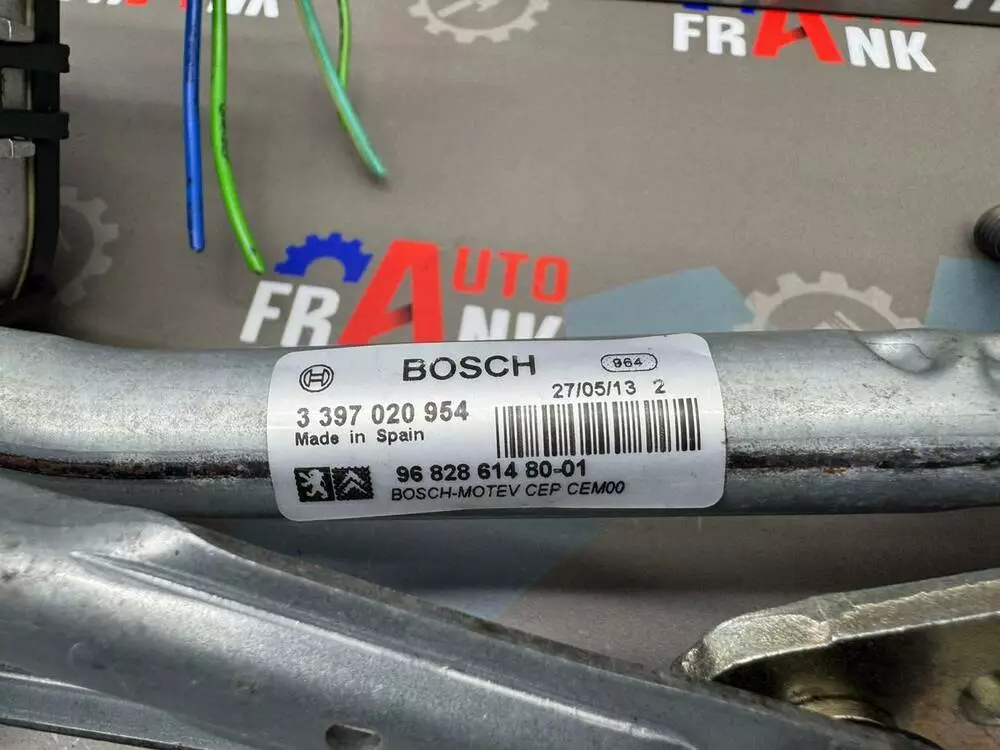 AUTO
FRANK
AUTO
FRANK
BOSCH
964
27/05/13 2
3 397 020 954
Made in Spain
96 828 614 80-01
BOSCH-MOTEV CEP CEM00